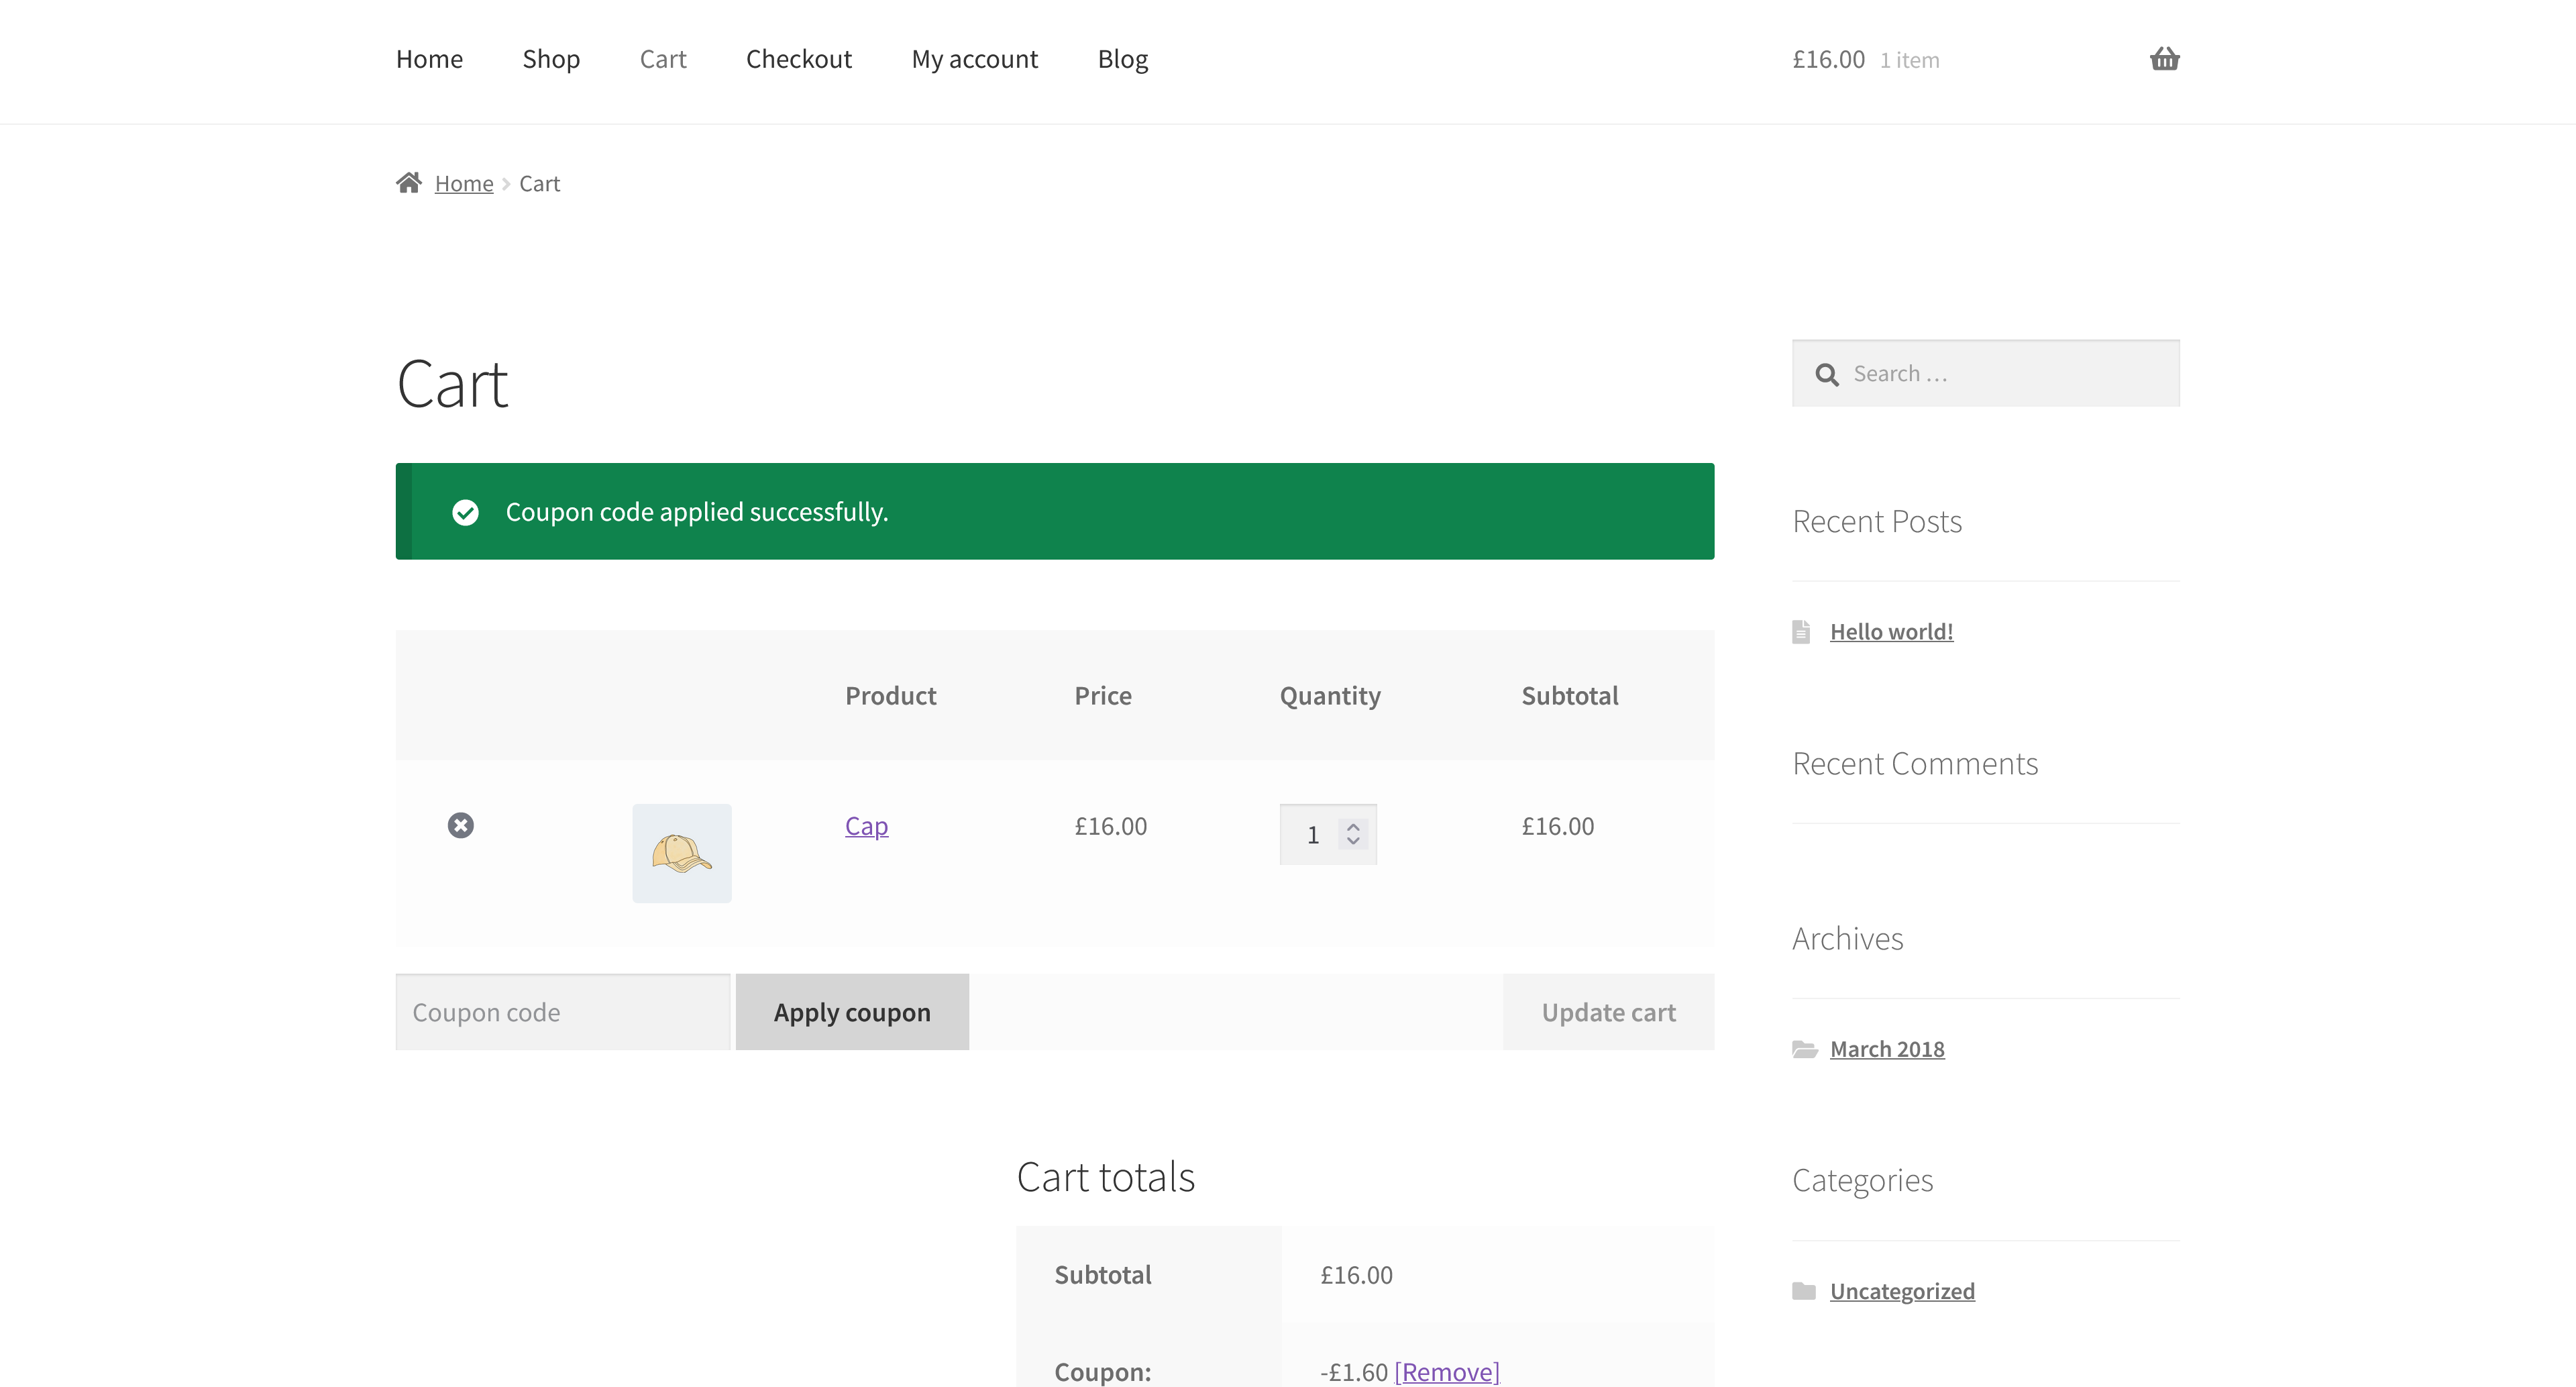 Home Shop Cart Checkout My account Blog £16.00 1 item
Home Cart
Cart
Coupon code applied successfully.
Product Price Quantity Subtotal
Cap £16.00 1 £16.00
Coupon code Apply coupon Update cart
Cart totals
Subtotal £16.00
Coupon: -£1.60 [Remove]
Search …
Recent Posts
Hello world!
Recent Comments
Archives
March 2018
Categories
Uncategorized